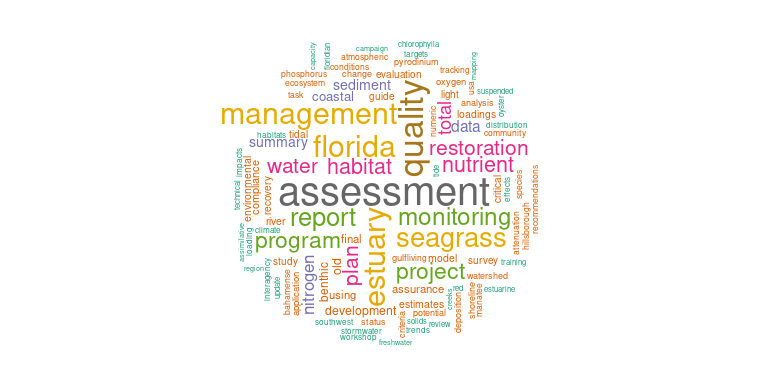 chlorophylla
campaign
floridian
capacity
atmospheric
targets
pyrodinium
conditions
tracking
mapping
phosphorus
change
evaluation
ecosystem
sediment
oxygen
usa
suspended
task
coastal
guide
light
analysis
oyster
management
quality
numeric
total
loadings
data
distribution
community
habitats
tidal
summary
florida
restoration
water
habitat
nutrient
tide
impacts
technical
environmental
compliance
recovery
assessment
critical
effects
species
recommendations
report
estuary
monitoring
river
hillsborough
attenuation
climate
program
final
seagrass
assimilative
loading
region
study
plan
old
gulf
living
model
survey
training
interagency
update
bahamense
application
nitrogen
benthic
project
watershed
using
assurance
red
estuarine
creeks
deposition
shoreline
manatee
development
estimates
potential
criteria
southwest
status
solids
review
stormwater
trends
workshop
freshwater